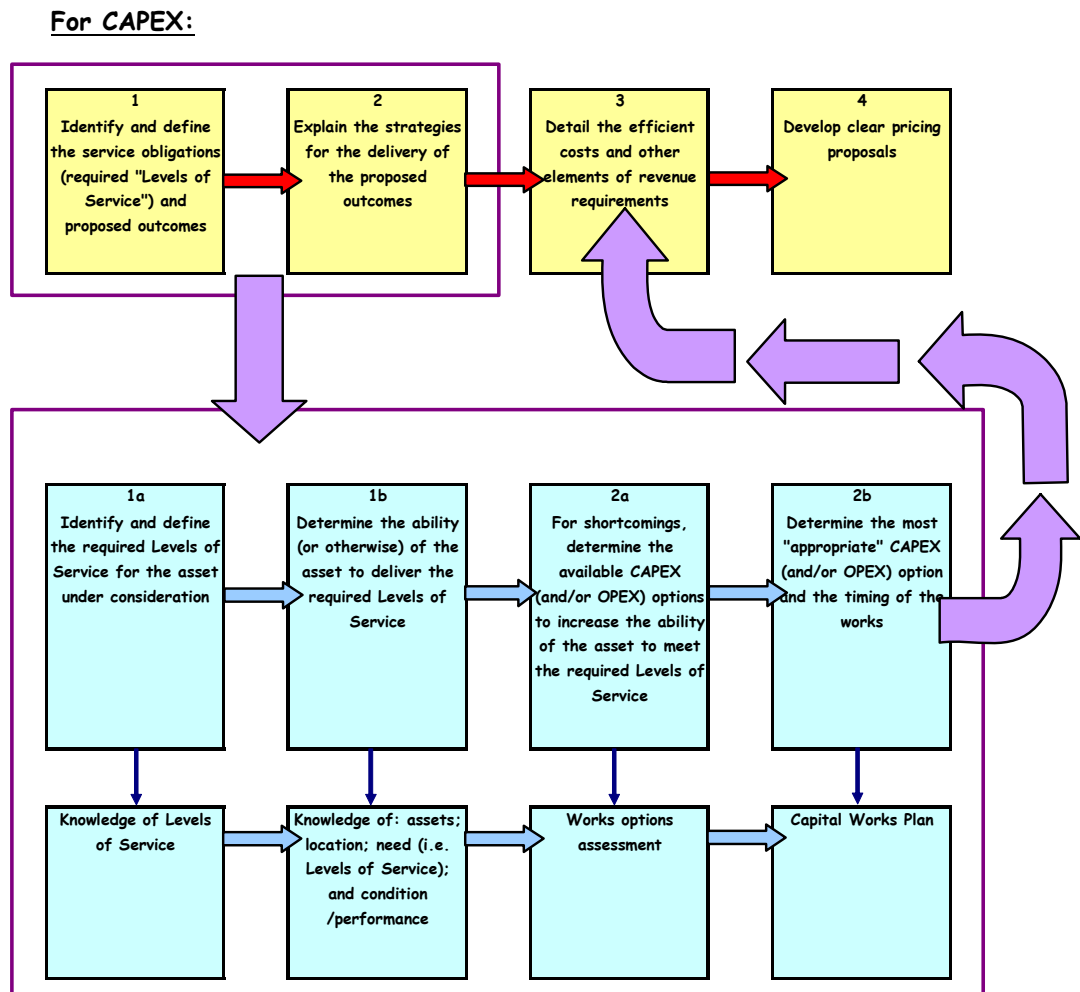 For CAPEX:
1
Identify and define
the service obligations
(required "Levels of
Service") and
proposed outcomes
2
Explain the strategies
for the delivery of
the proposed
outcomes
3
Detail the efficient
costs and other
elements of revenue
requirements
4
Develop clear pricing
proposals
1a
Identify and define
the required Levels of
Service for the asset
under consideration
1b
Determine the ability
(or otherwise) of the
asset to deliver the
required Levels of
Service
2a
For shortcomings,
determine the
available CAPEX
(and/or OPEX) options
to increase the ability
of the asset to meet
the required Levels of
Service
2b
Determine the most
"appropriate" CAPEX
(and/or OPEX) option
and the timing of the
works
Knowledge of Levels
of Service
Knowledge of: assets;
location; need (i.e.
Levels of Service);
and condition
/performance
Works options
assessment
Capital Works Plan